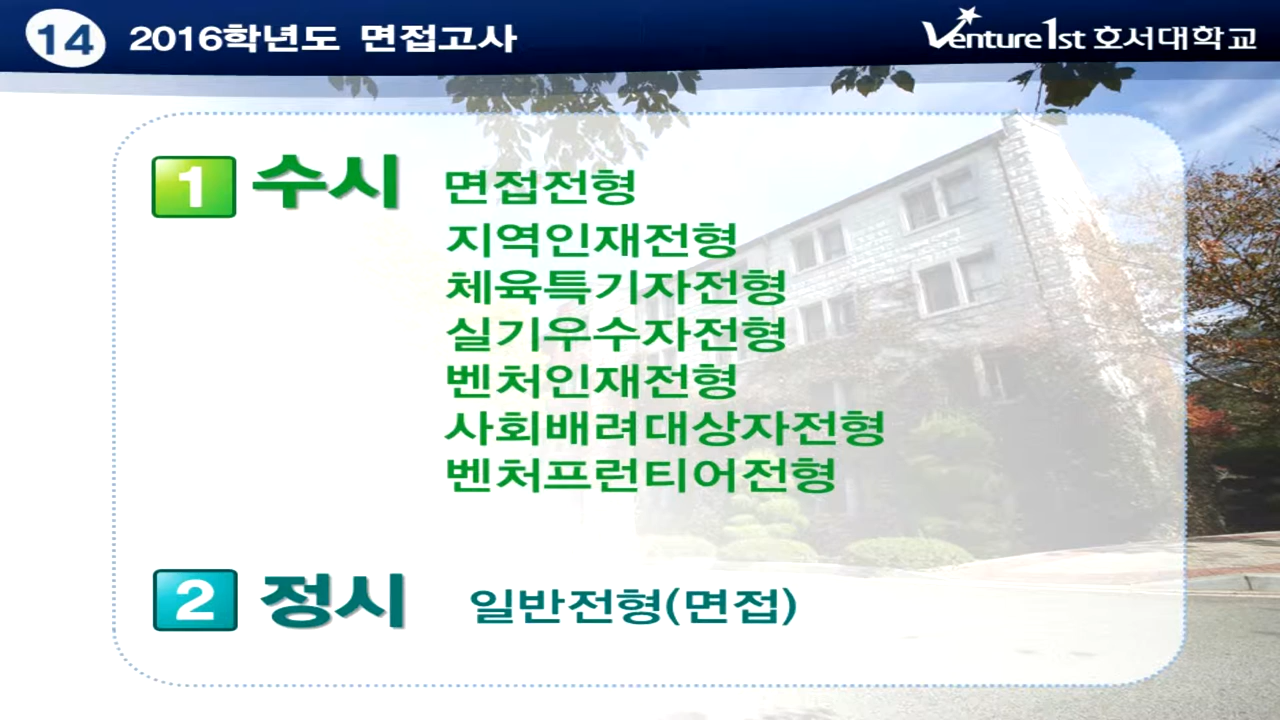 14 2016학년도 면접고사
Venture1st 호서대학교
1 수시 면접전형
지역인재전형
체육특기자전형
실기우수자전형
벤처인재전형
사회배려대상자전형
벤처프런티어전형
2 정시 일반전형(면접)